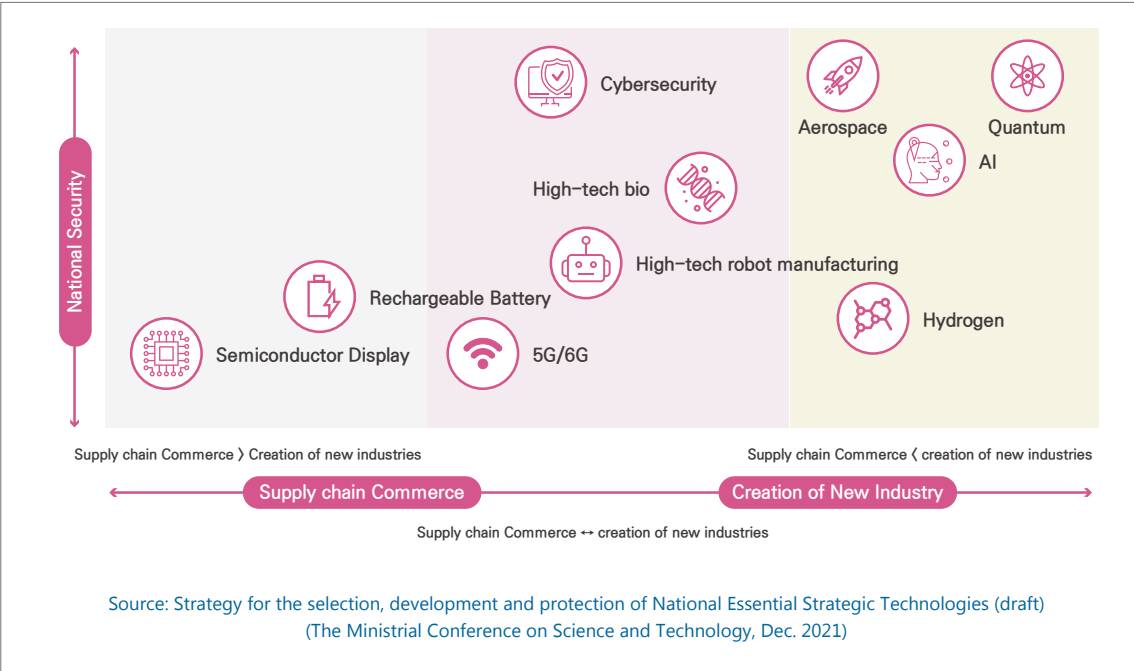 National Security
Cybersecurity
Aerospace
Quantum
AI
High-tech bio
High-tech robot manufacturing
Rechargeable Battery
Hydrogen
Semiconductor Display
5G/6G
Supply chain Commerce 〉 Creation of new industries
Supply chain Commerce 〈 creation of new industries
Supply chain Commerce
Creation of New Industry
Supply chain Commerce ↔ creation of new industries
Source: Strategy for the selection, development and protection of National Essential Strategic Technologies (draft)
(The Ministrial Conference on Science and Technology, Dec. 2021)